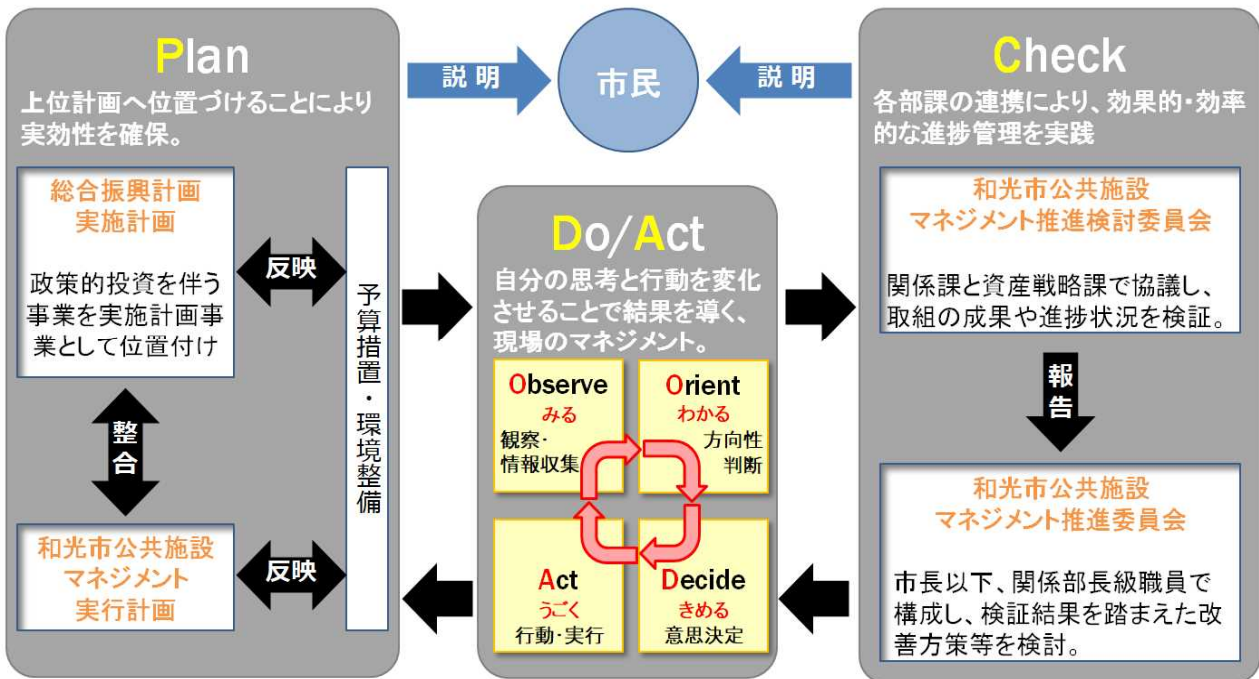 Plan
上位計画へ位置づけることにより
実効性を確保。
総合振興計画
実施計画
政策的投資を伴う
事業を実施計画事
業として位置付け
反映
整合
和光市公共施設
マネジメント
実行計画
反映
予算措置・環境整備
説明
市民
説明
Do/Act
自分の思考と行動を変化
させることで結果を導く、
現場のマネジメント。
Observe
みる
観察・
情報収集
Orient
わかる
方向性
判断
Act
うごく
行動・実行
Decide
きめる
意思決定
Check
各部課の連携により、効果的・効率
的な進捗管理を実践
和光市公共施設
マネジメント推進検討委員会
関係課と資産戦略課で協議し、
取組の成果や進捗状況を検証。
報告
和光市公共施設
マネジメント推進委員会
市長以下、関係部長級職員で
構成し、検証結果を踏まえた改
善方策等を検討。